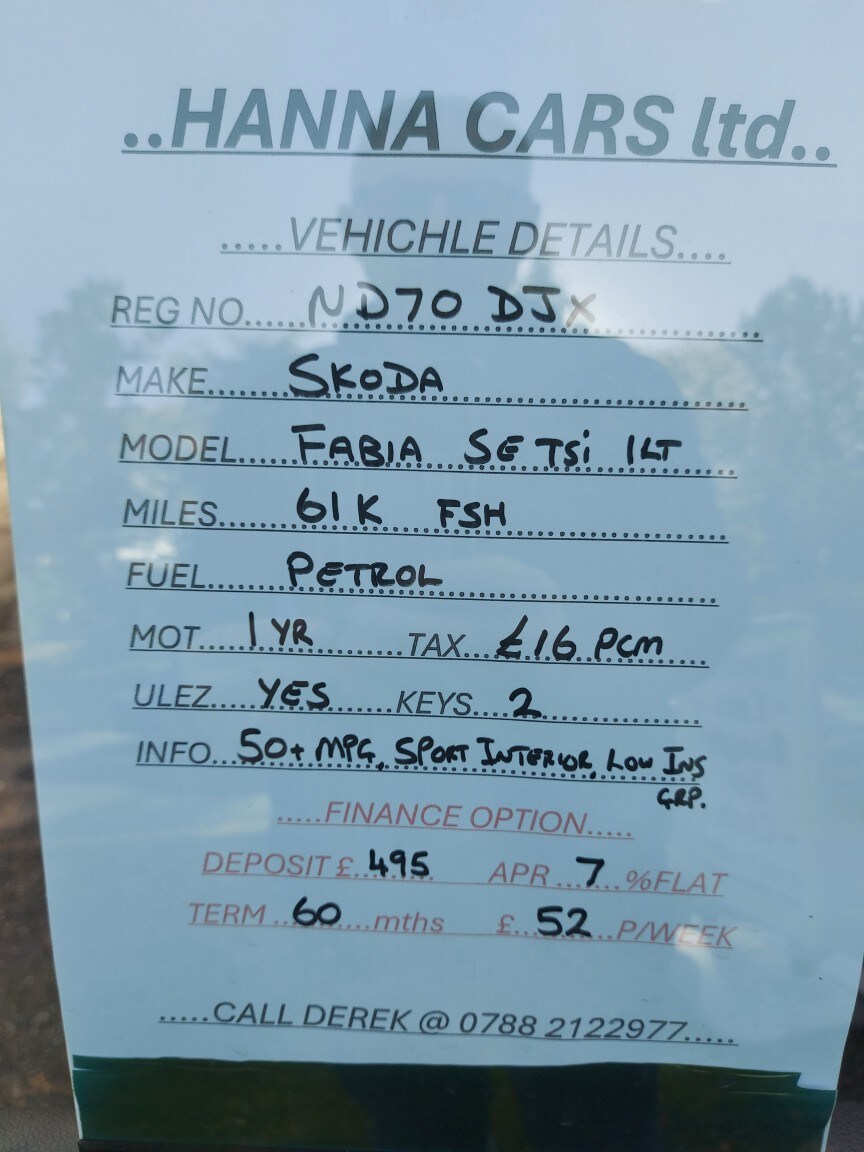 ..HANNA CARS ltd..
.....VEHICHLE DETAILS....
REG NO......ND70 DJX
MAKE.......SKODA
MODEL.....FABIA SE TSi 1LT
MILES......61K FSH
FUEL.......PETROL
MOT....1 YR TAX...£16 PCM
ULEZ....YES.......KEYS....2
INFO...50+ MPG, SPORT INTERIOR, LOW INS
GRP.
.....FINANCE OPTION.....
DEPOSIT £.495 APR...7..%FLAT
TERM..60....mths £...52..P/WEEK
.....CALL DEREK @ 0788 2122977.....